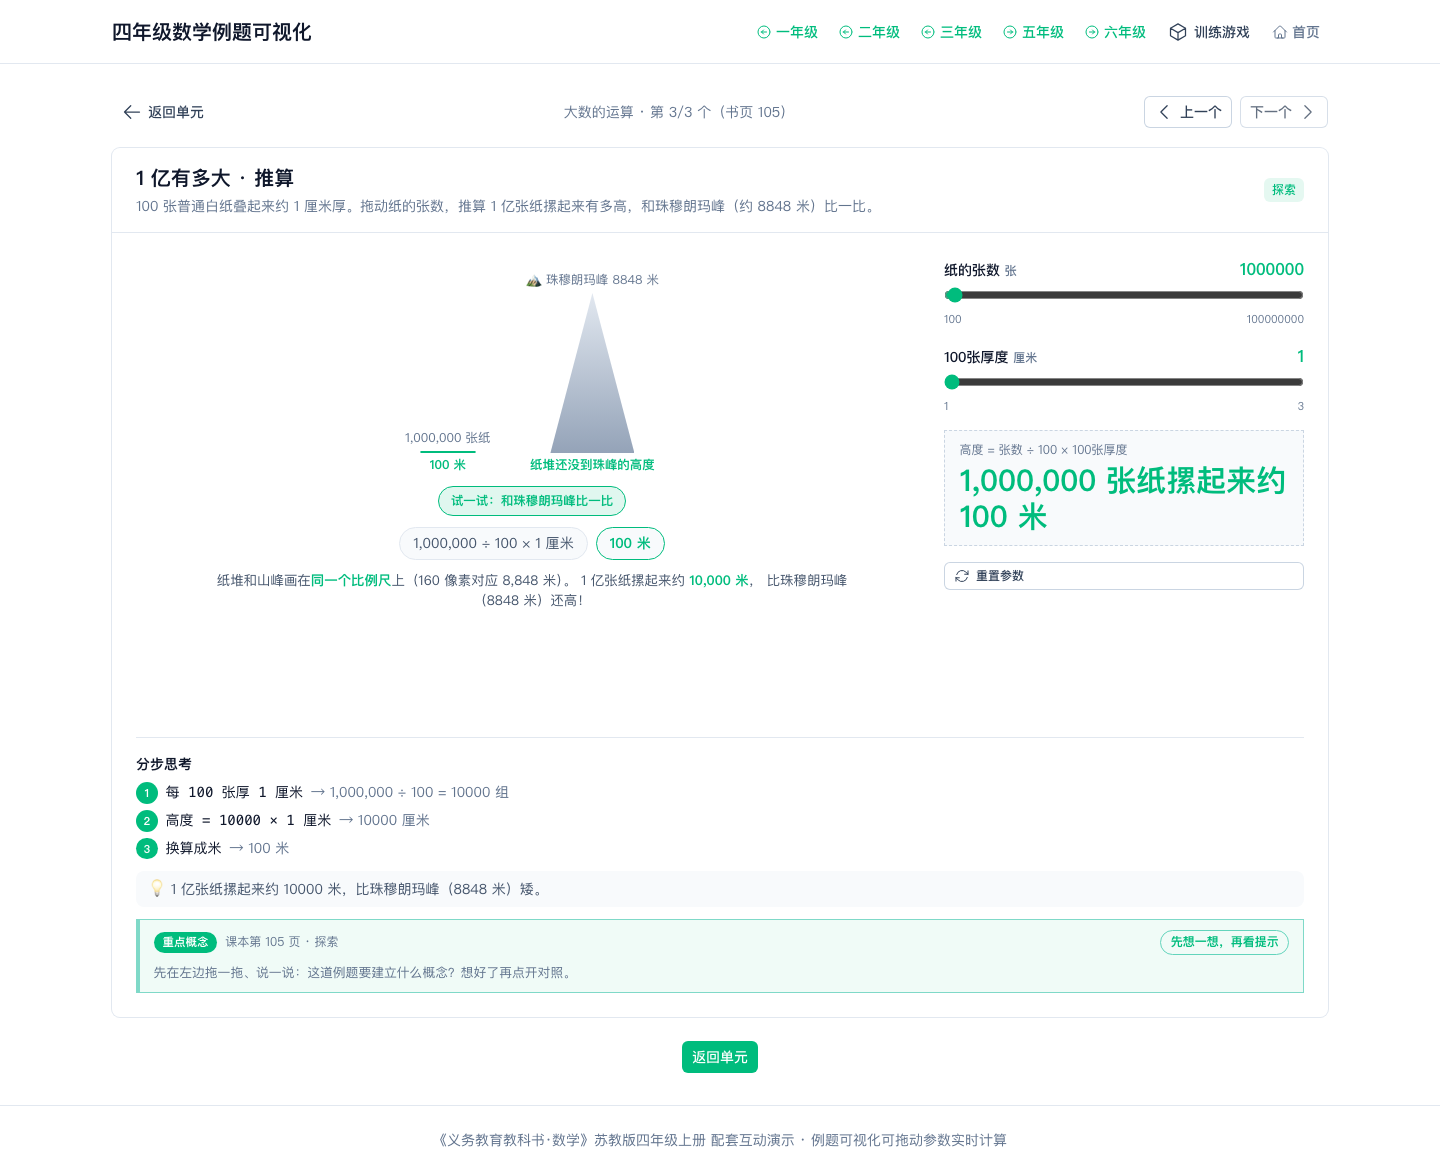 四年级数学例题可视化
一年级
二年级
三年级
五年级
六年级
训练游戏
首页
返回单元
大数的运算 · 第 3/3 个（书页 105）
上一个
下一个
1 亿有多大 · 推算
100 张普通白纸叠起来约 1 厘米厚。拖动纸的张数，推算 1 亿张纸摞起来有多高，和珠穆朗玛峰（约 8848 米）比一比。
探索
珠穆朗玛峰 8848 米
1,000,000 张纸
100 米
纸堆还没到珠峰的高度
试一试：和珠穆朗玛峰比一比
1,000,000 ÷ 100 × 1 厘米
100 米
纸堆和山峰画在同一个比例尺上（160 像素对应 8,848 米）。 1 亿张纸摞起来约 10,000 米， 比珠穆朗玛峰
（8848 米）还高！
纸的张数 张
1000000
100
100000000
100张厚度 厘米
1
1
3
高度 = 张数 ÷ 100 × 100张厚度
1,000,000 张纸摞起来约
100 米
重置参数
分步思考
1 每 100 张厚 1 厘米 → 1,000,000 ÷ 100 = 10000 组
2 高度 = 10000 × 1 厘米 → 10000 厘米
3 换算成米 → 100 米
1 亿张纸摞起来约 10000 米，比珠穆朗玛峰（8848 米）矮。
重点概念 课本第 105 页 · 探索
先想一想，再看提示
先在左边拖一拖、说一说：这道例题要建立什么概念？想好了再点开对照。
返回单元
《义务教育教科书·数学》苏教版四年级上册 配套互动演示 · 例题可视化可拖动参数实时计算